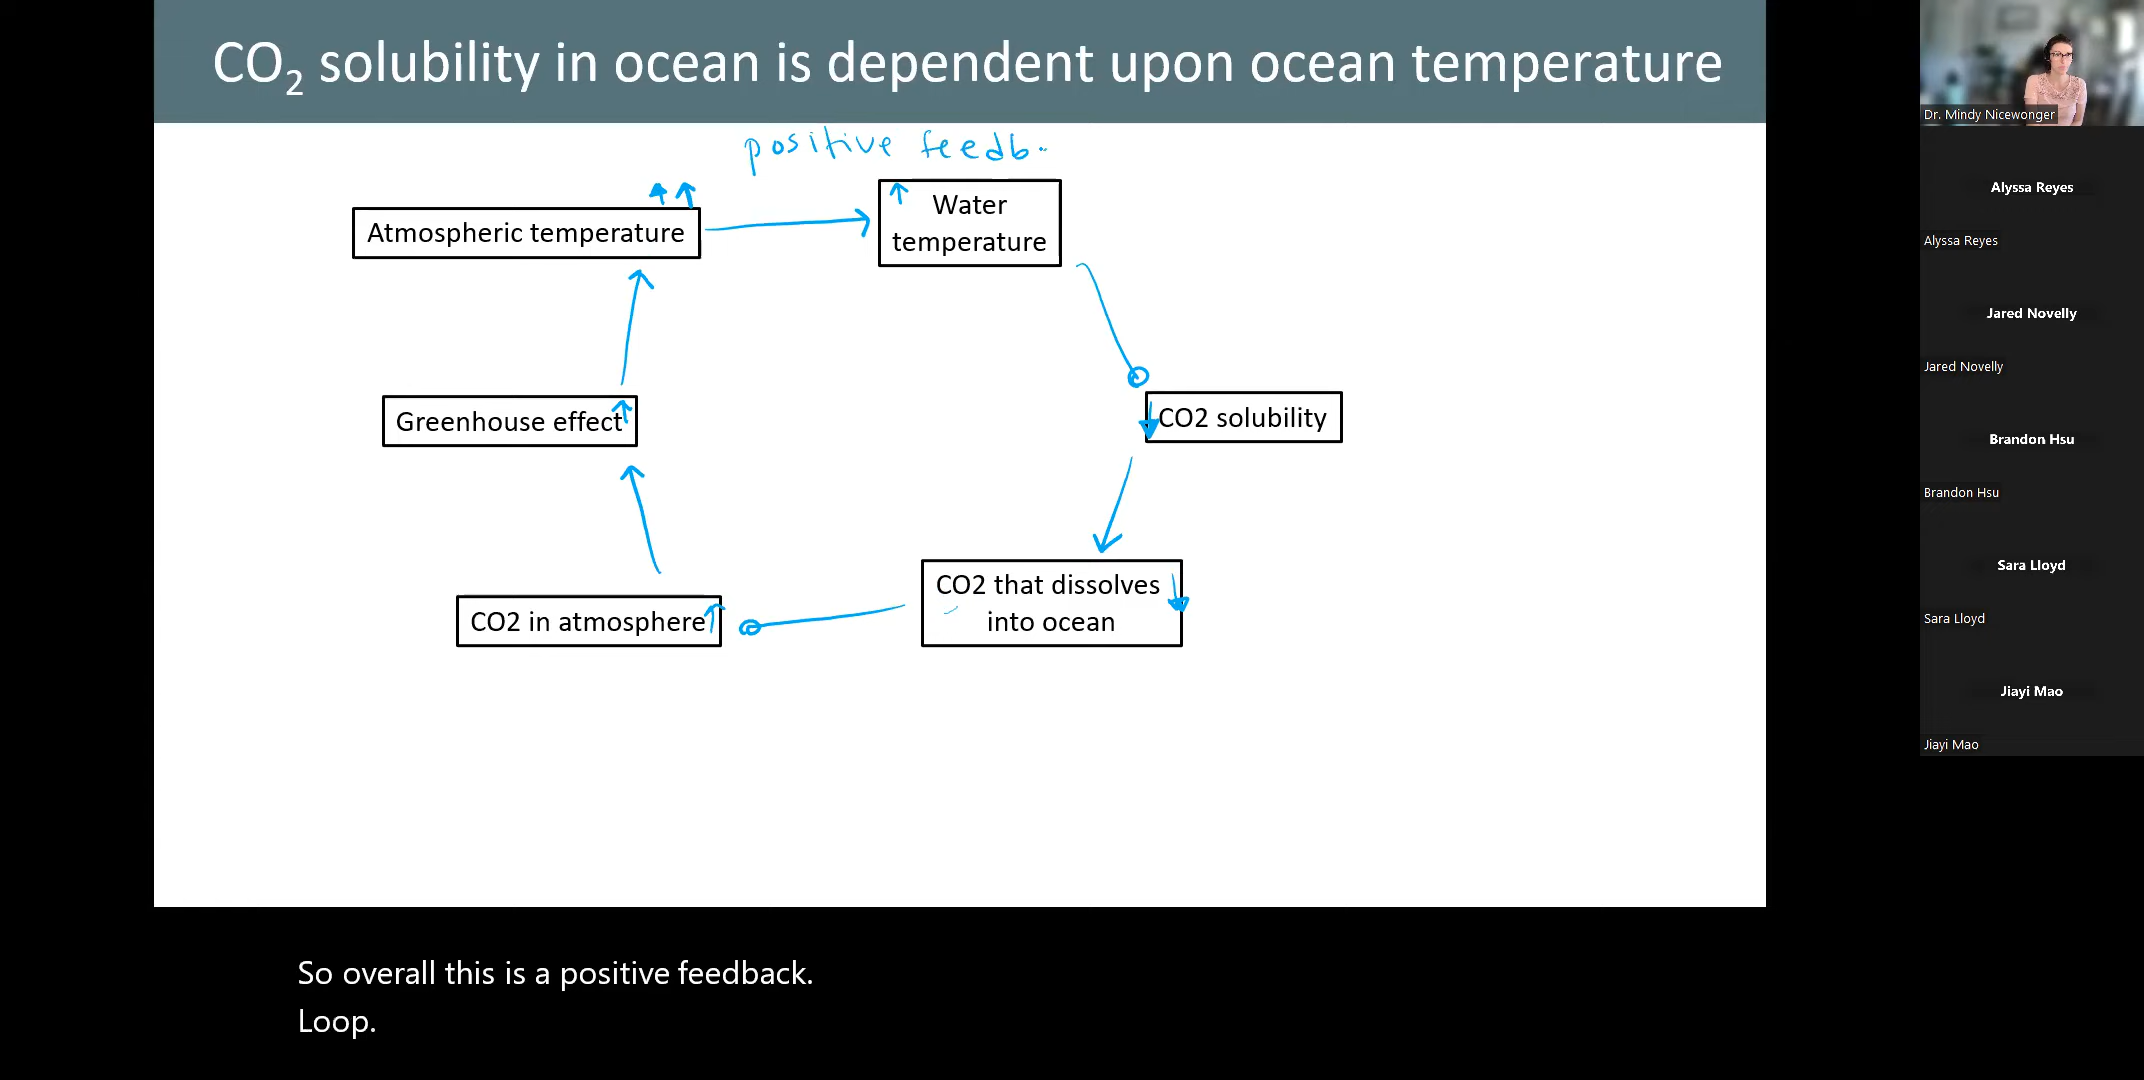 CO2 solubility in ocean is dependent upon ocean temperature
positive feedb
Atmospheric temperature
Water
temperature
Greenhouse effect
CO2 solubility
CO2 that dissolves
into ocean
CO2 in atmosphere
So overall this is a positive feedback.
Loop.
Dr. Mindy Nicewonger
Alyssa Reyes
Alyssa Reyes
Jared Novelly
Jared Novelly
Brandon Hsu
Brandon Hsu
Sara Lloyd
Sara Lloyd
Jiayi Mao
Jiayi Mao